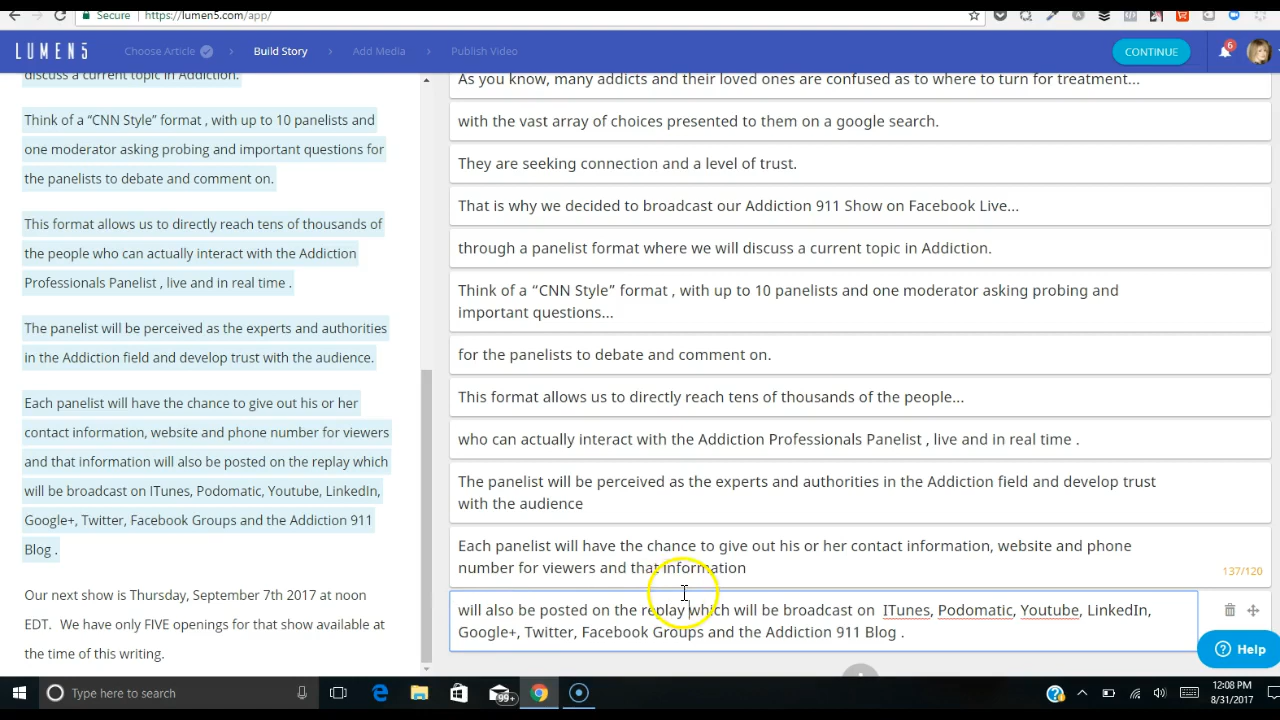 Secure https://lumen5.com/app/
LUMEN5 Choose Article Build Story Add Media Publish Video CONTINUE 6
discuss a current topic in Addiction.
Think of a “CNN Style” format , with up to 10 panelists and
one moderator asking probing and important questions for
the panelists to debate and comment on.
This format allows us to directly reach tens of thousands of
the people who can actually interact with the Addiction
Professionals Panelist , live and in real time .
The panelist will be perceived as the experts and authorities
in the Addiction field and develop trust with the audience.
Each panelist will have the chance to give out his or her
contact information, website and phone number for viewers
and that information will also be posted on the replay which
will be broadcast on ITunes, Podomatic, Youtube, LinkedIn,
Google+, Twitter, Facebook Groups and the Addiction 911
Blog .
Our next show is Thursday, September 7th 2017 at noon
EDT.  We have only FIVE openings for that show available at
the time of this writing.
As you know, many addicts and their loved ones are confused as to where to turn for treatment...
with the vast array of choices presented to them on a google search.
They are seeking connection and a level of trust.
That is why we decided to broadcast our Addiction 911 Show on Facebook Live...
through a panelist format where we will discuss a current topic in Addiction.
Think of a “CNN Style” format , with up to 10 panelists and one moderator asking probing and
important questions...
for the panelists to debate and comment on.
This format allows us to directly reach tens of thousands of the people...
who can actually interact with the Addiction Professionals Panelist , live and in real time .
The panelist will be perceived as the experts and authorities in the Addiction field and develop trust
with the audience
Each panelist will have the chance to give out his or her contact information, website and phone
number for viewers and that information
137/120
will also be posted on the replay which will be broadcast on  ITunes, Podomatic, Youtube, LinkedIn,
Google+, Twitter, Facebook Groups and the Addiction 911 Blog .
Help
Type here to search
99+
12:08 PM
8/31/2017